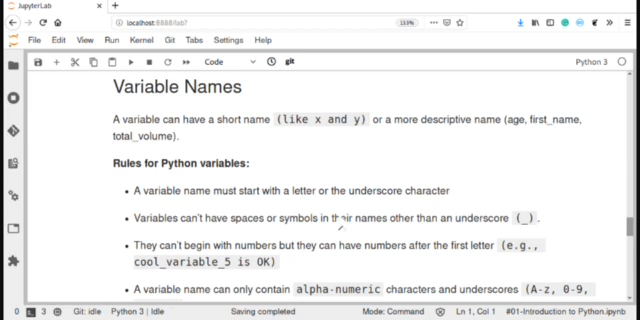 JupyterLab
localhost:8888/lab?
133%
File Edit View Run Kernel Git Tabs Settings Help
Code
git
Python 3
Variable Names
A variable can have a short name (like x and y) or a more descriptive name (age, first_name,
total_volume).
Rules for Python variables:
• A variable name must start with a letter or the underscore character
• Variables can't have spaces or symbols in their names other than an underscore (_).
• They can't begin with numbers but they can have numbers after the first letter (e.g.,
cool_variable_5 is OK)
• A variable name can only contain alpha-numeric characters and underscores (A-z, 0-9,
0 3 Git: idle Python 3 | Idle Saving completed Mode: Command Ln 1, Col 1 #01-Introduction to Python.ipynb